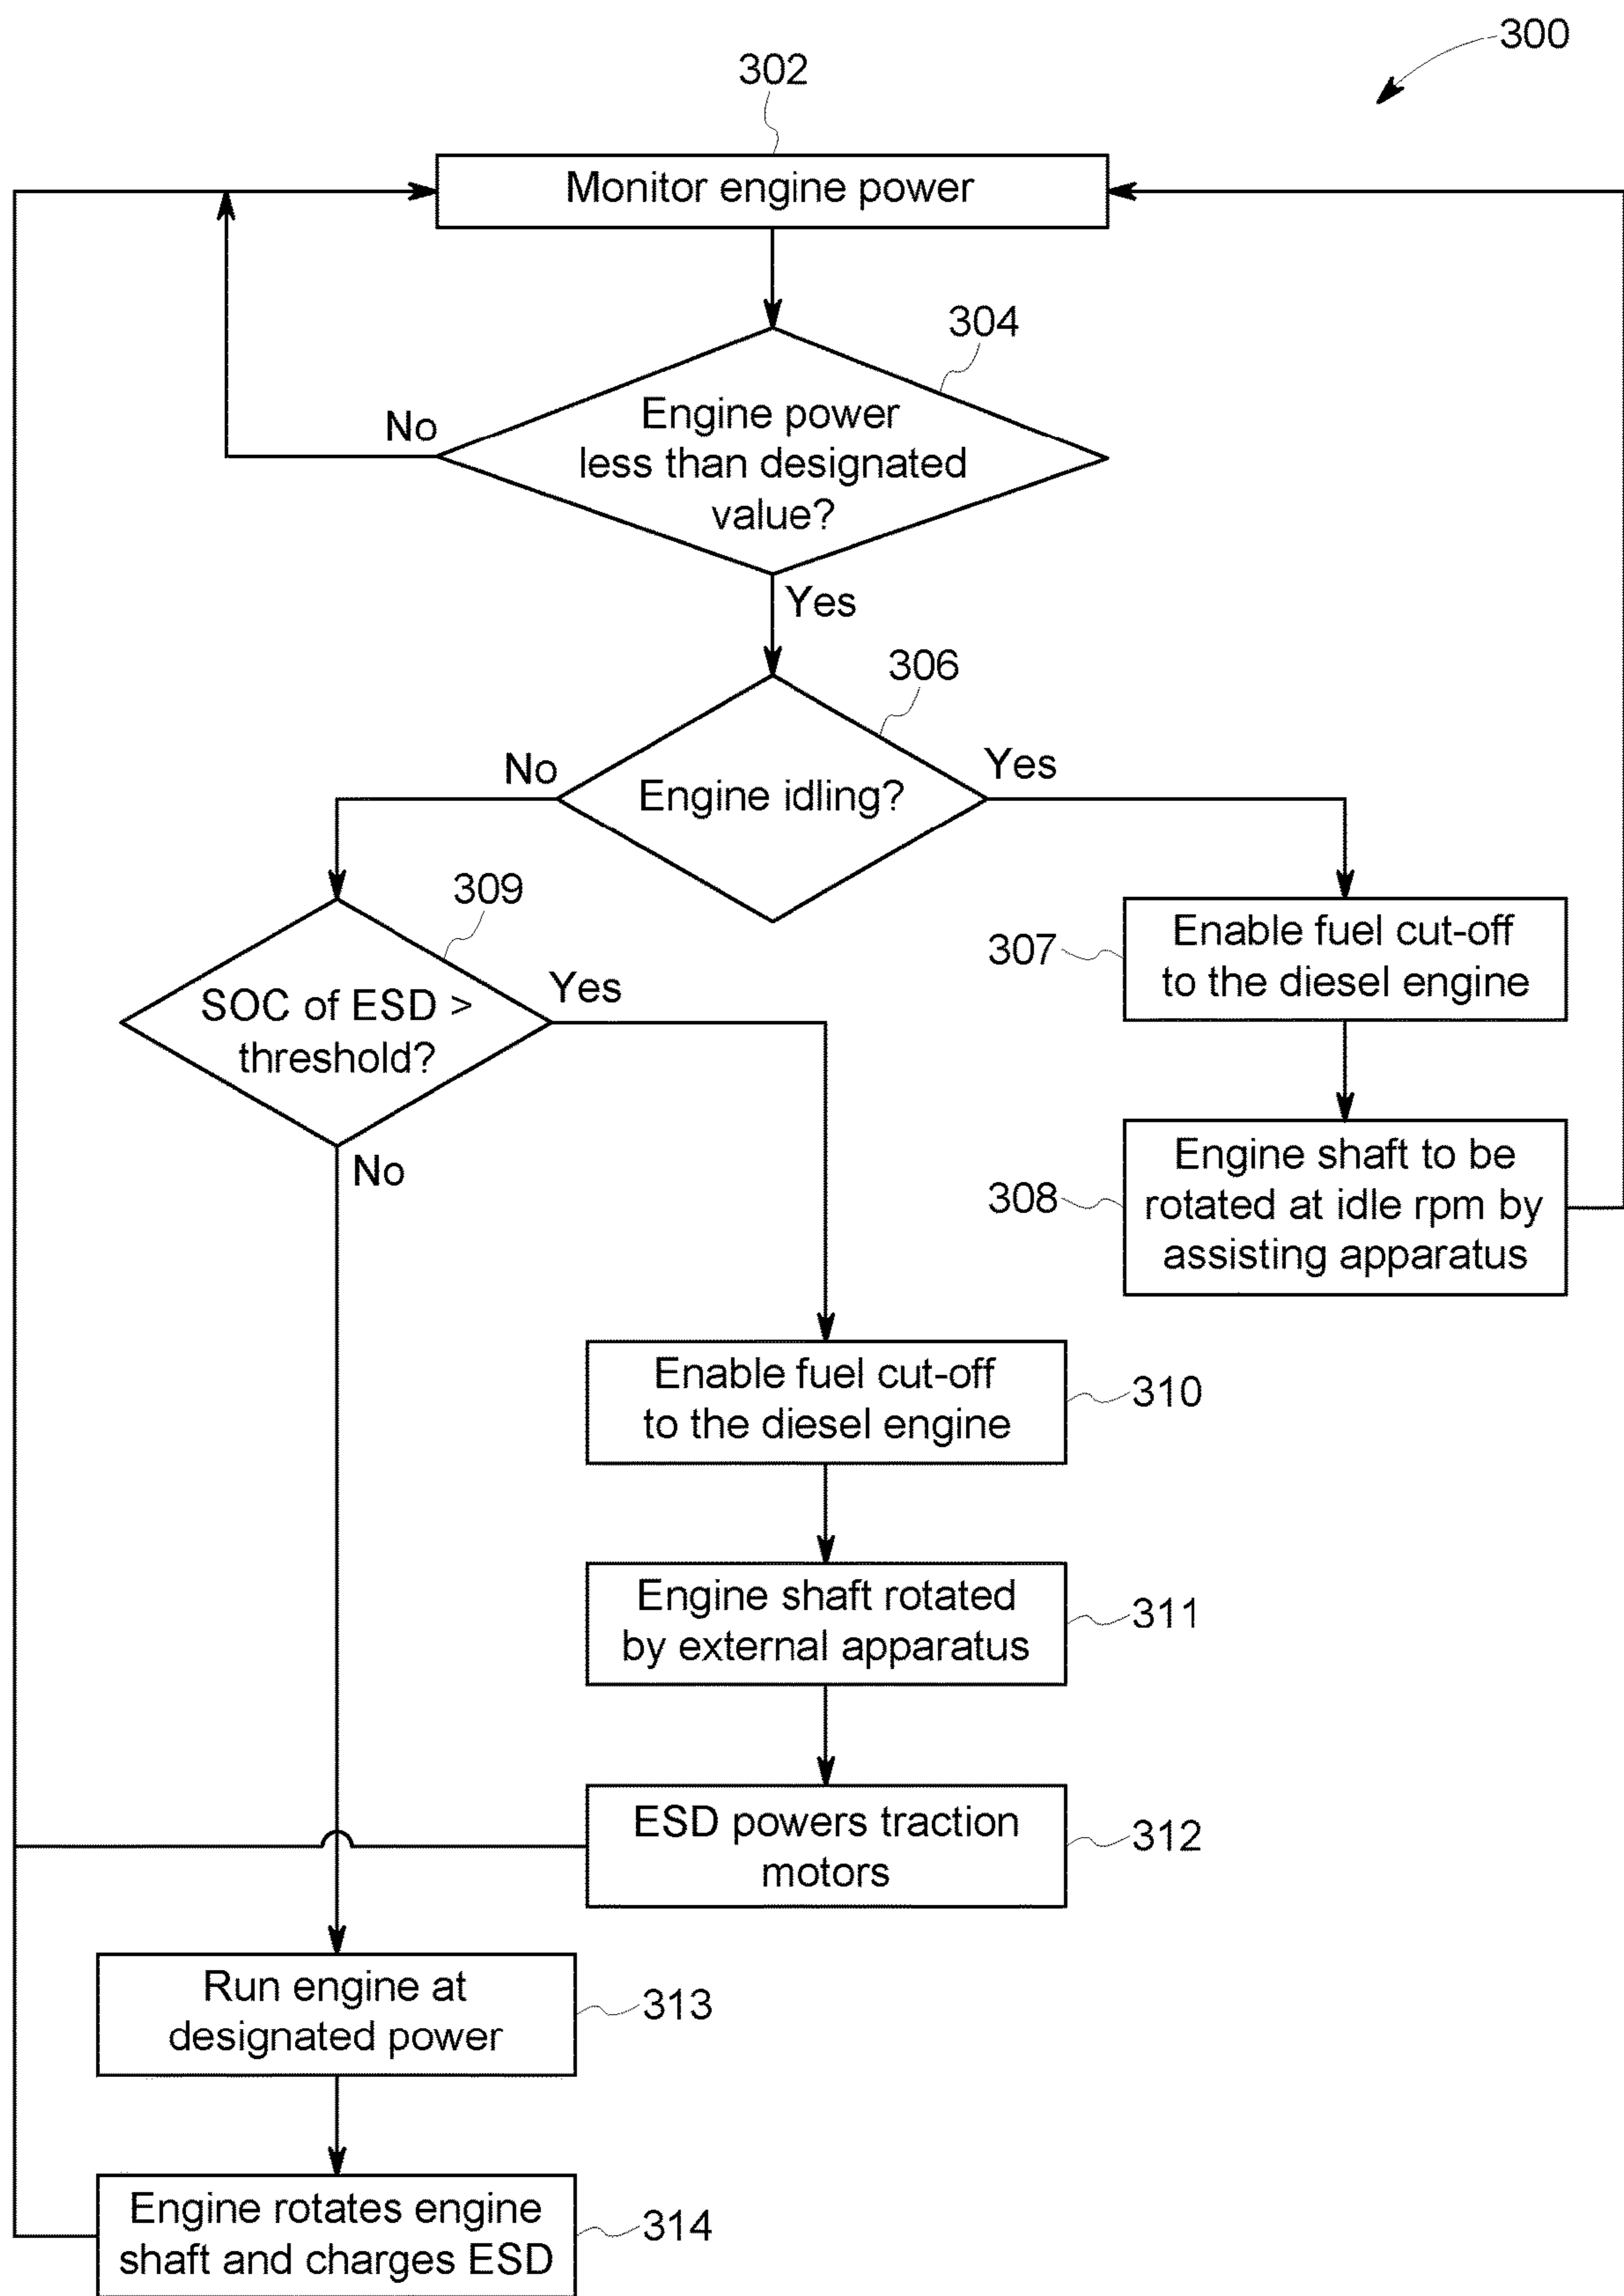 300
302
Monitor engine power
304
Engine power
less than designated
value?
No
Yes
306
Engine idling?
No
Yes
309
SOC of ESD >
threshold?
Yes
No
307
Enable fuel cut-off
to the diesel engine
308
Engine shaft to be
rotated at idle rpm by
assisting apparatus
Enable fuel cut-off
to the diesel engine
310
Engine shaft rotated
by external apparatus
311
ESD powers traction
motors
312
Run engine at
designated power
313
Engine rotates engine
shaft and charges ESD
314